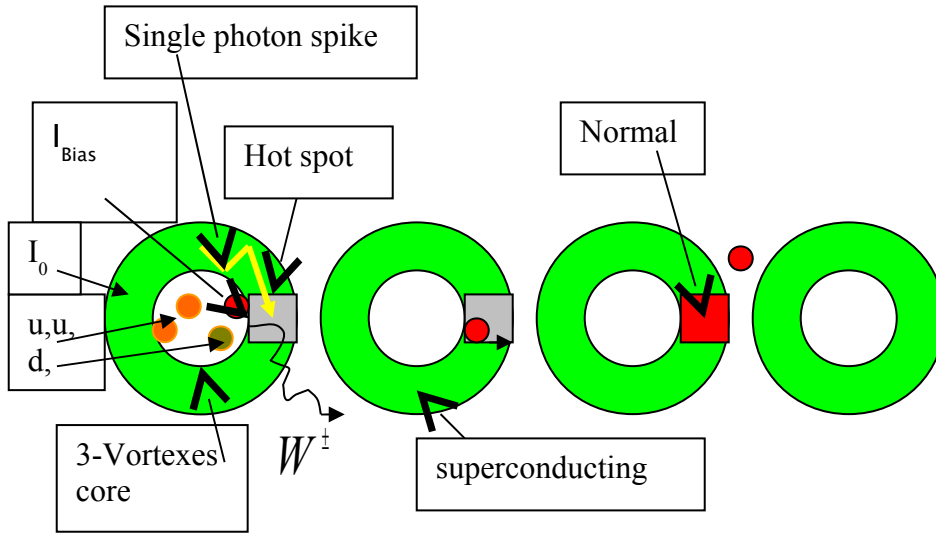 Single photon spike
I_Bias
Hot spot
Normal
I_0
u,u,
d,
3-Vortexes
core
W^±
superconducting